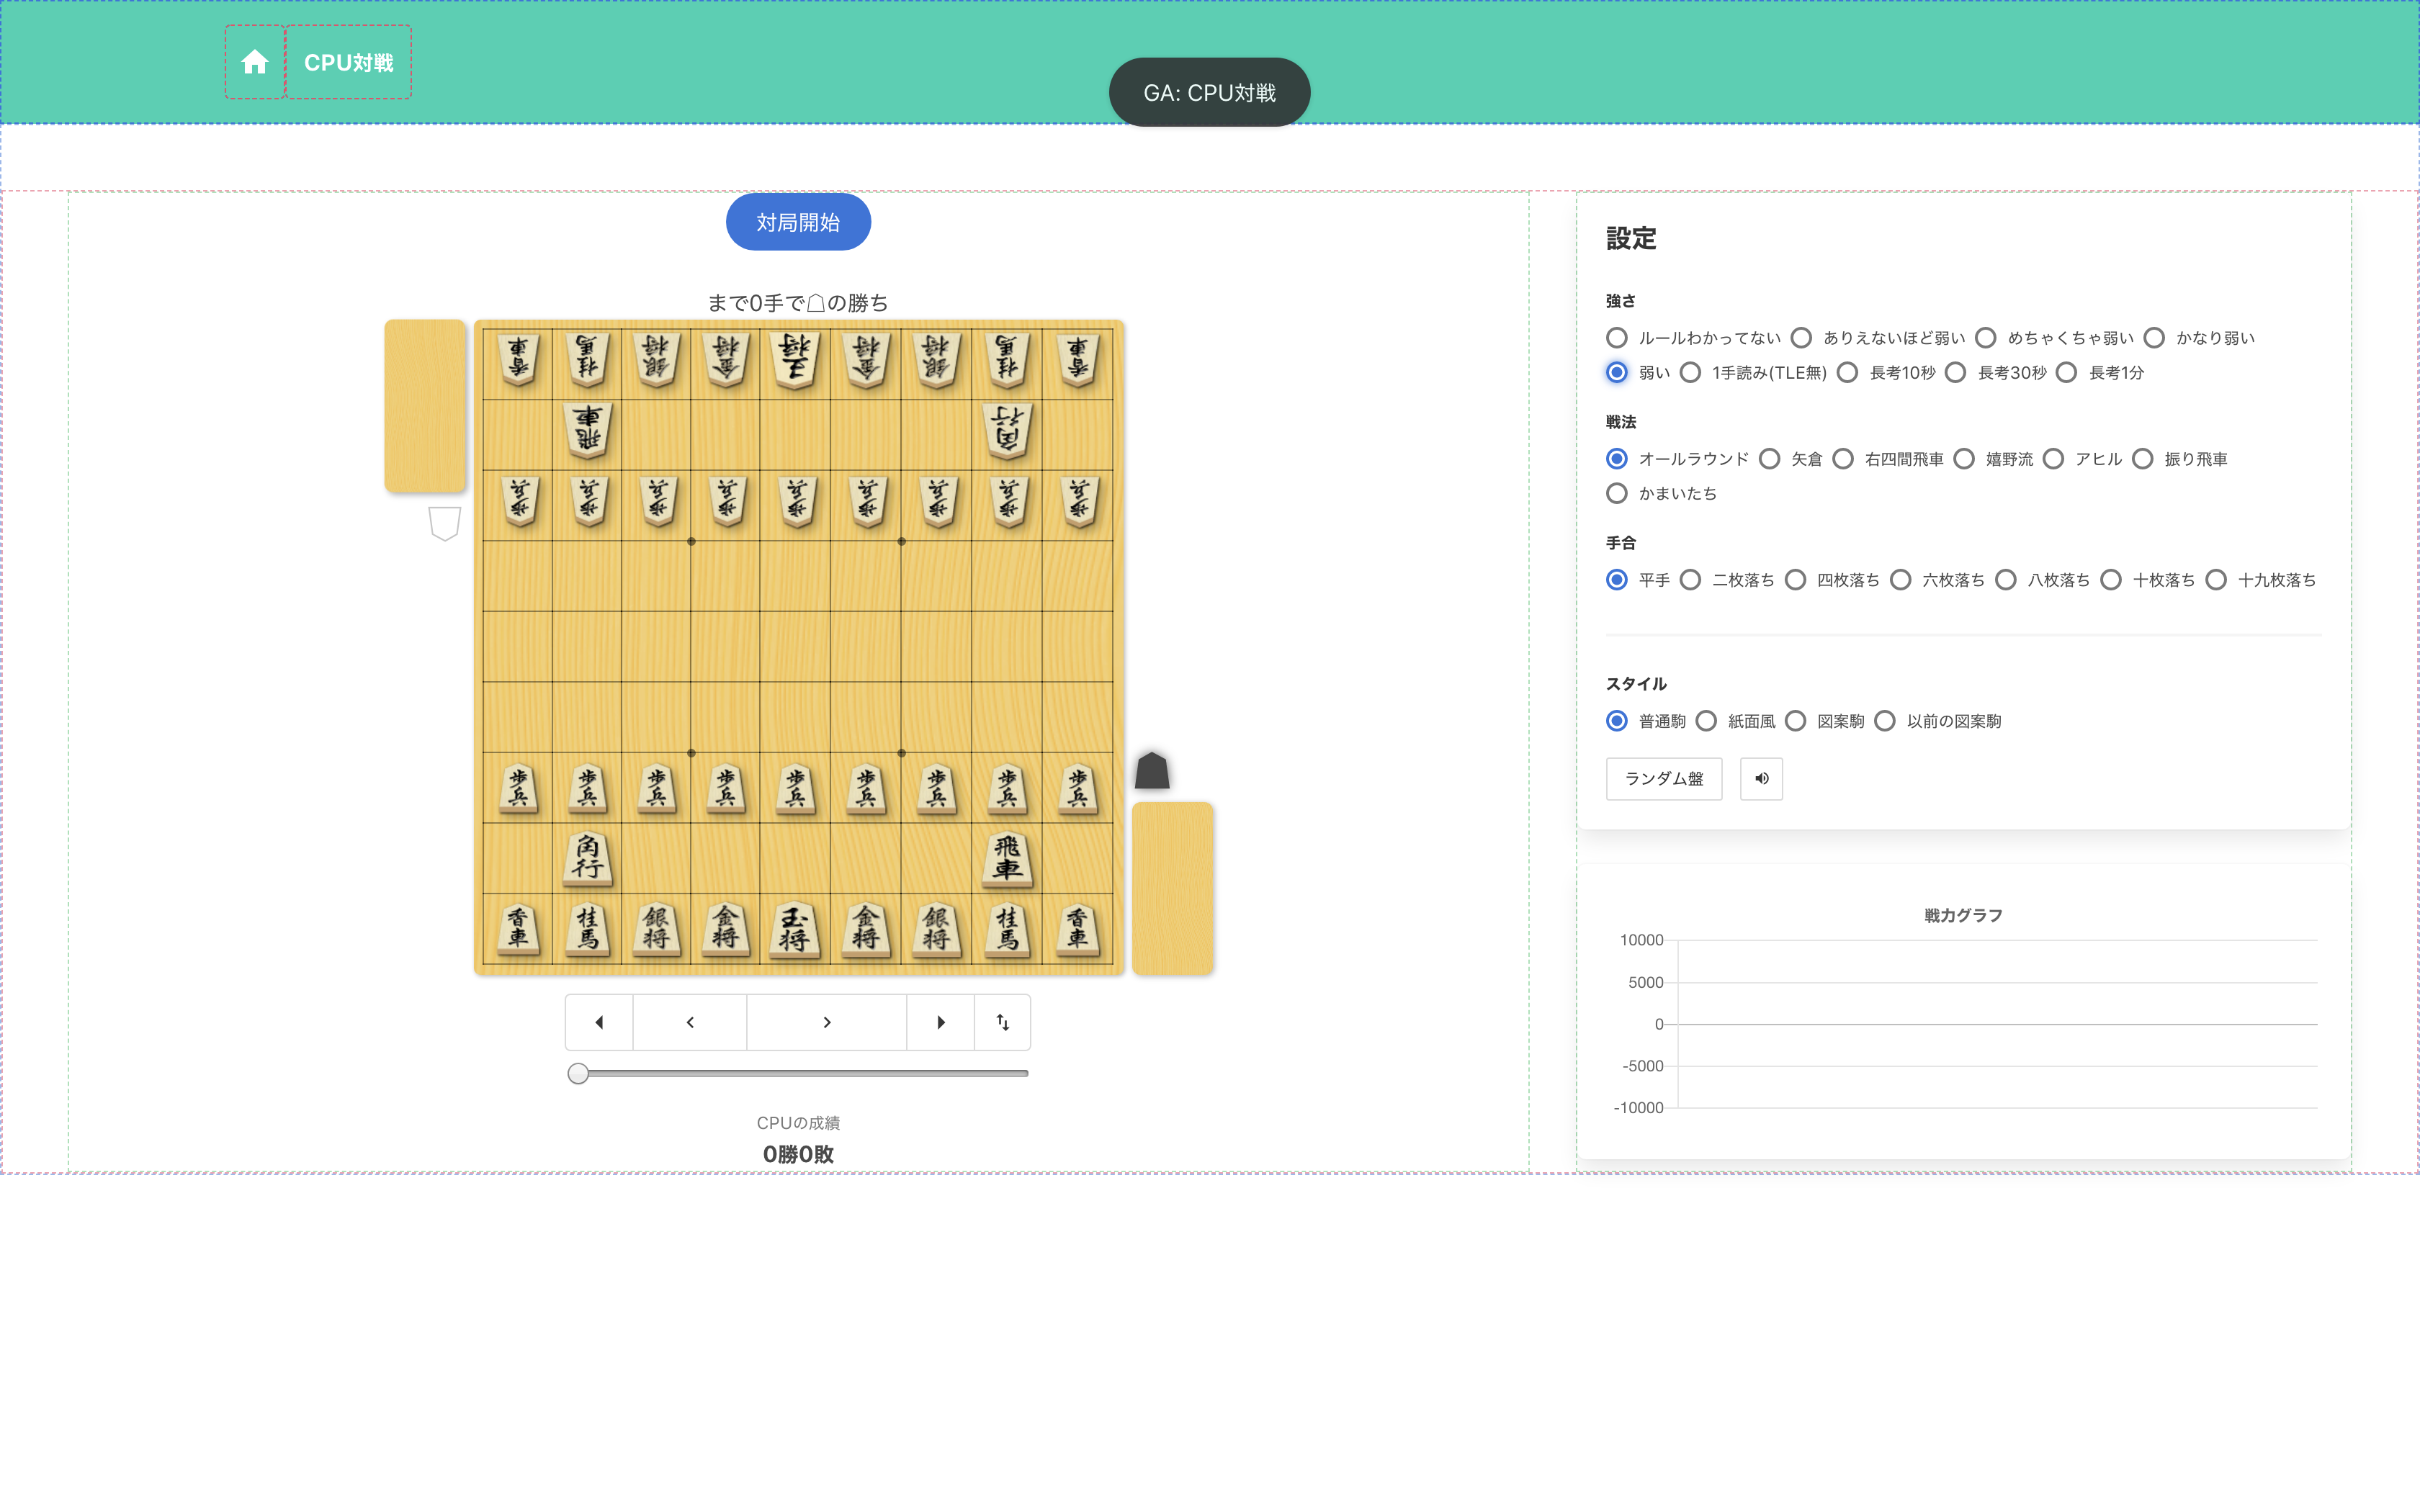 CPU対戦
GA: CPU対戦
対局開始
まで0手で☖の勝ち
香車 桂馬 銀将 金将 王将 金将 銀将 桂馬 香車
飛車 角行
歩兵 歩兵 歩兵 歩兵 歩兵 歩兵 歩兵 歩兵 歩兵
歩兵 歩兵 歩兵 歩兵 歩兵 歩兵 歩兵 歩兵 歩兵
角行 飛車
香車 桂馬 銀将 金将 玉将 金将 銀将 桂馬 香車
CPUの成績
0勝0敗
設定
強さ
ルールわかってない ありえないほど弱い めちゃくちゃ弱い かなり弱い
弱い 1手読み(TLE無) 長考10秒 長考30秒 長考1分
戦法
オールラウンド 矢倉 右四間飛車 嬉野流 アヒル 振り飛車
かまいたち
手合
平手 二枚落ち 四枚落ち 六枚落ち 八枚落ち 十枚落ち 十九枚落ち
スタイル
普通駒 紙面風 図案駒 以前の図案駒
ランダム盤
戦力グラフ
10000
5000
0
-5000
-10000